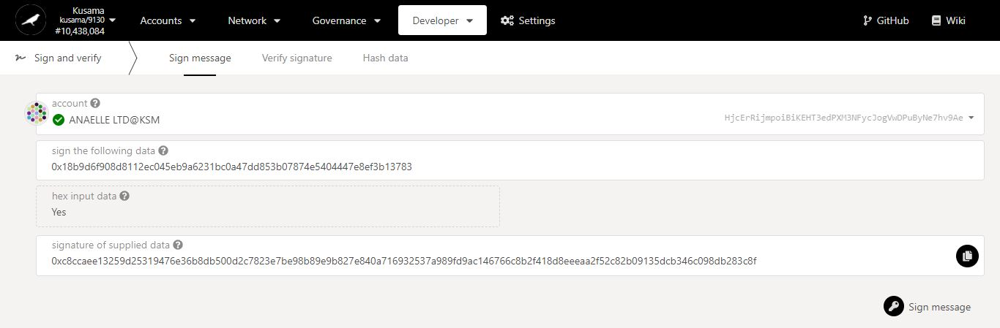 Kusama
kusama/9130
#10,438,084
Accounts
Network
Governance
Developer
Settings
GitHub
Wiki
Sign and verify
Sign message
Verify signature
Hash data
account
ANAELLE LTD@KSM
HjcErRijmpoiBiKEHT3edPXM3NFycJogVwDPuByNe7hv9Ae
sign the following data
0x18b9d6f908d8112ec045eb9a6231bc0a47dd853b07874e5404447e8ef3b13783
hex input data
Yes
signature of supplied data
0xc8ccaee13259d25319476e36b8db500d2c7823e7be98b89e9b827e840a716932537a989fd9ac146766c8b2f418d8eeeaa2f52c82b09135dcb346c098db283c8f
Sign message